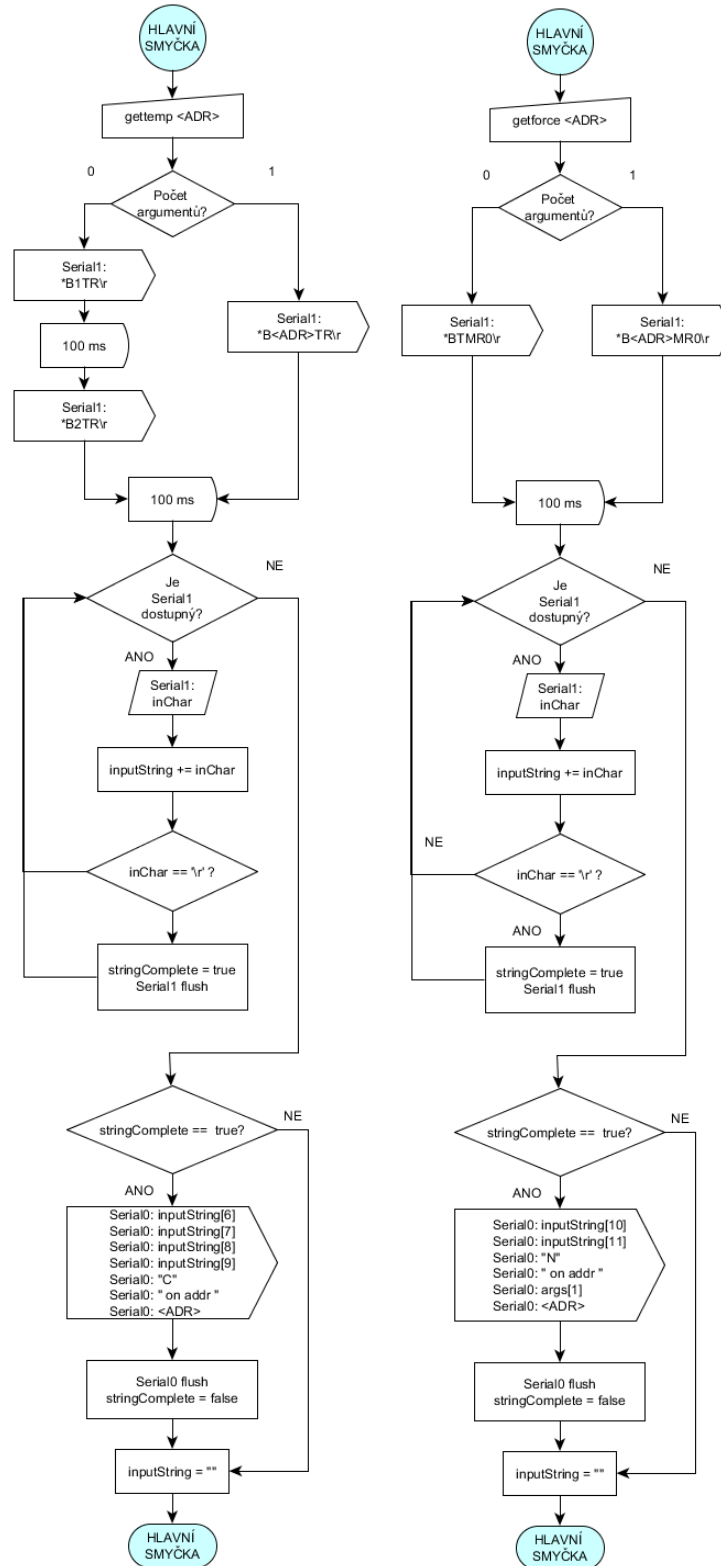 HLAVNÍ
SMYČKA
gettemp <ADR>
0
1
Počet
argumentů?
Serial1:
*B1TR\r
100 ms
Serial1:
*B2TR\r
Serial1:
*B<ADR>TR\r
100 ms
NE
Je
Serial1
dostupný?
ANO
Serial1:
inChar
inputString += inChar
inChar == '\r' ?
stringComplete = true
Serial1 flush
stringComplete == true?
NE
ANO
Serial0: inputString[6]
Serial0: inputString[7]
Serial0: inputString[8]
Serial0: inputString[9]
Serial0: "C"
Serial0: " on addr "
Serial0: <ADR>
Serial0 flush
stringComplete = false
inputString = ""
HLAVNÍ
SMYČKA
HLAVNÍ
SMYČKA
getforce <ADR>
0
1
Počet
argumentů?
Serial1:
*BTMR0\r
Serial1:
*B<ADR>MR0\r
100 ms
NE
Je
Serial1
dostupný?
ANO
Serial1:
inChar
inputString += inChar
NE
inChar == '\r' ?
ANO
stringComplete = true
Serial1 flush
stringComplete == true?
NE
ANO
Serial0: inputString[10]
Serial0: inputString[11]
Serial0: "N"
Serial0: " on addr "
Serial0: args[1]
Serial0: <ADR>
Serial0 flush
stringComplete = false
inputString = ""
HLAVNÍ
SMYČKA